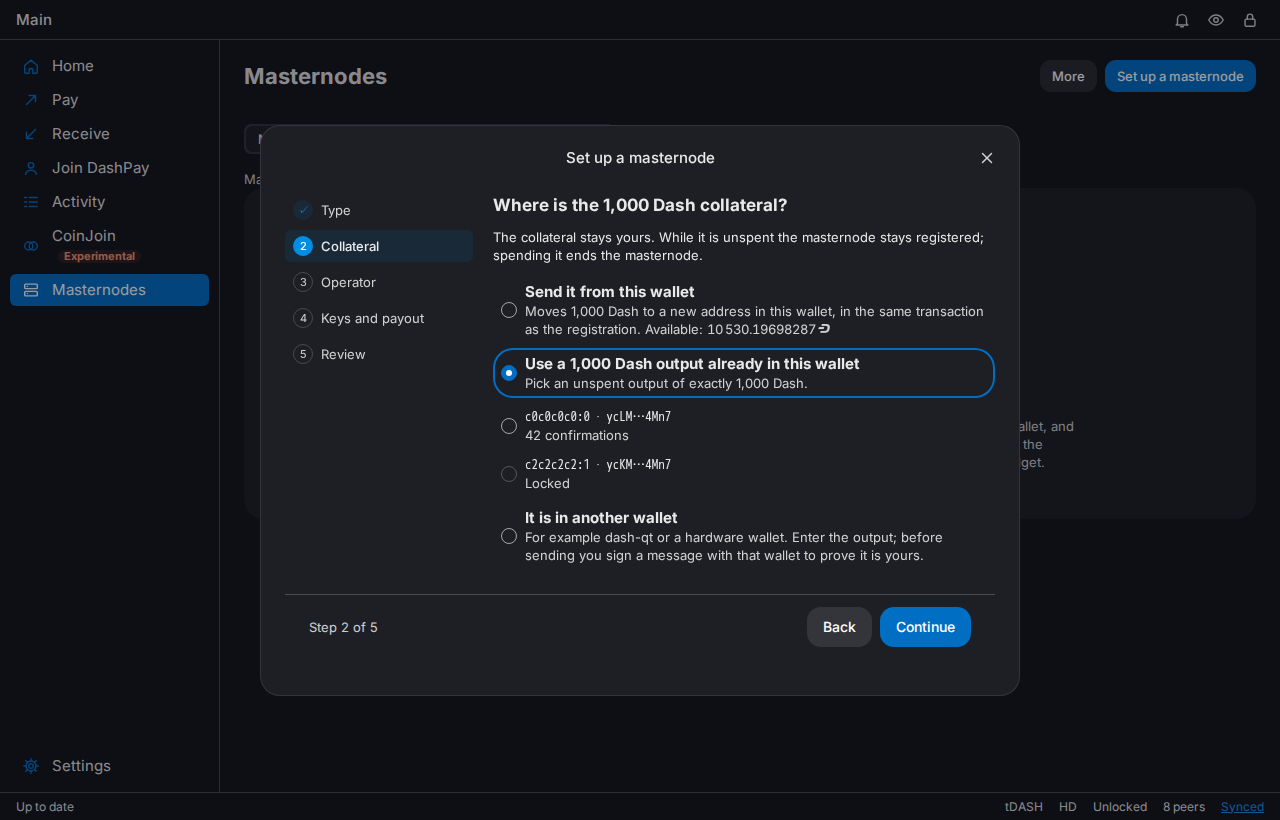 Main
Home
Pay
Receive
Join DashPay
Activity
CoinJoin
Experimental
Masternodes
Settings
Masternodes
More
Set up a masternode
Set up a masternode
✓ Type
2 Collateral
3 Operator
4 Keys and payout
5 Review
Where is the 1,000 Dash collateral?
The collateral stays yours. While it is unspent the masternode stays registered;
spending it ends the masternode.
Send it from this wallet
Moves 1,000 Dash to a new address in this wallet, in the same transaction
as the registration. Available: 10 530.19698287
Use a 1,000 Dash output already in this wallet
Pick an unspent output of exactly 1,000 Dash.
c0c0c0c0:0 · ycLM…4Mn7
42 confirmations
c2c2c2c2:1 · ycKM…4Mn7
Locked
It is in another wallet
For example dash-qt or a hardware wallet. Enter the output; before
sending you sign a message with that wallet to prove it is yours.
and
the
Step 2 of 5
Back
Continue
Up to date
tDASH
HD
Unlocked
8 peers
Synced